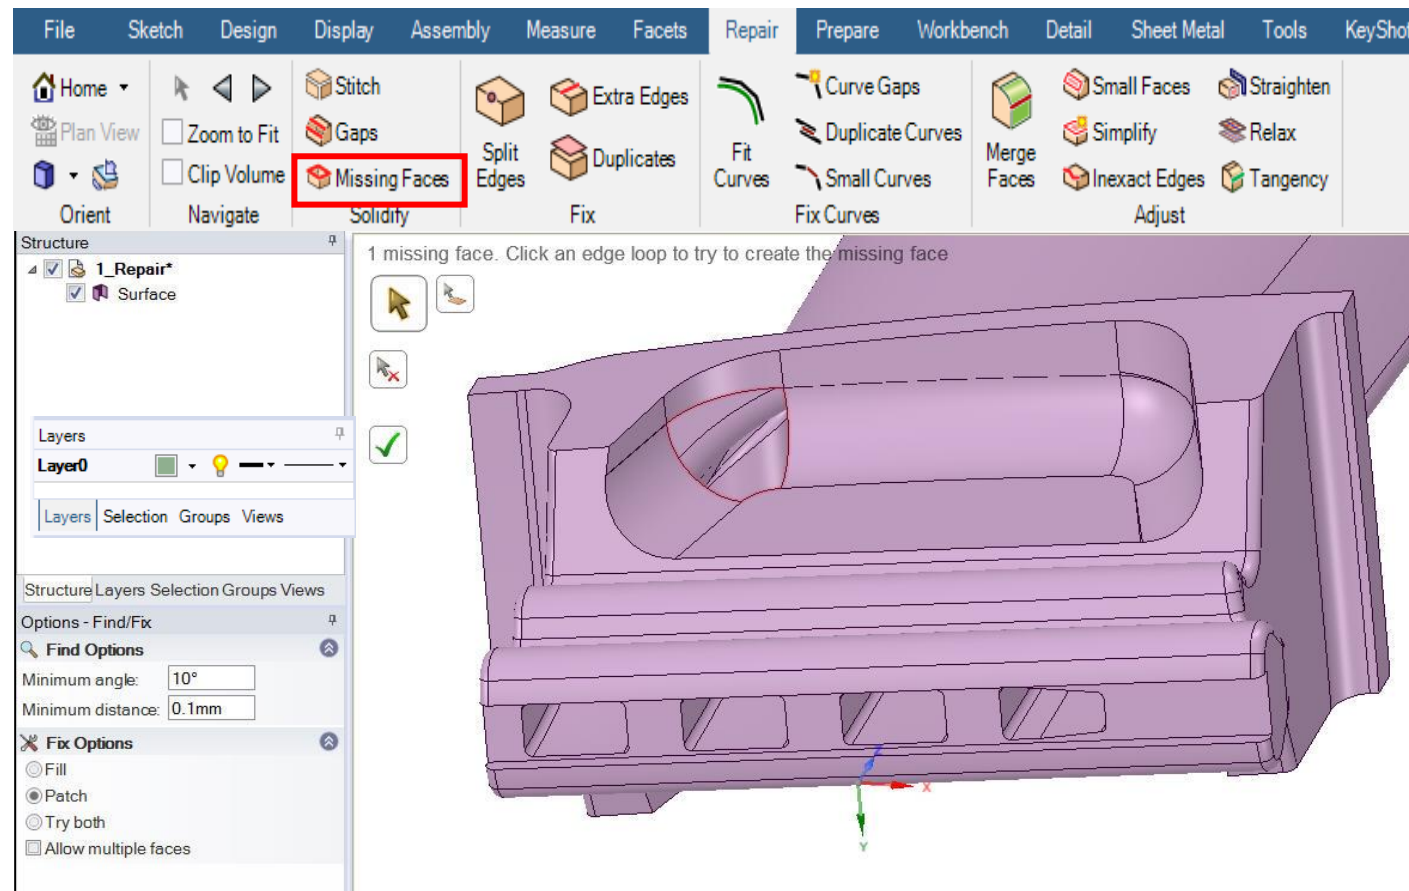 File Sketch Design Display Assembly Measure Facets Repair Prepare Workbench Detail Sheet Metal Tools KeyShot
Home Stitch Extra Edges Curve Gaps Small Faces Straighten
Plan View Zoom to Fit Gaps Split Edges Duplicates Fit Curves Duplicate Curves Merge Faces Simplify Relax
Clip Volume Missing Faces Small Curves Inexact Edges Tangency
Orient Navigate Solidify Fix Fix Curves Adjust
Structure
1_Repair*
Surface
1 missing face. Click an edge loop to try to create the missing face
Layers
Layer0
Layers Selection Groups Views
Structure Layers Selection Groups Views
Options - Find/Fix
Find Options
Minimum angle: 10°
Minimum distance: 0.1mm
Fix Options
Fill
Patch
Try both
Allow multiple faces
Z
X
Y